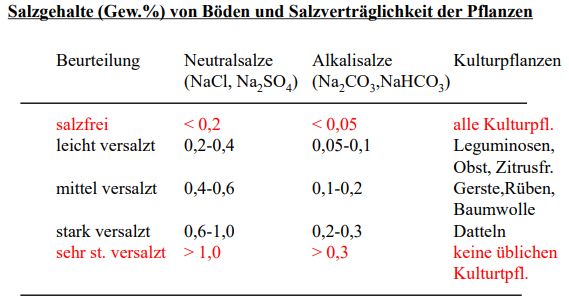 Salzgehalte (Gew.%) von Böden und Salzverträglichkeit der Pflanzen
Beurteilung Neutralsalze Alkalisalze Kulturpflanzen
(NaCl, Na2SO4) (Na2CO3,NaHCO3)
salzfrei < 0,2 < 0,05 alle Kulturpfl.
leicht versalzt 0,2-0,4 0,05-0,1 Leguminosen,
Obst, Zitrusfr.
mittel versalzt 0,4-0,6 0,1-0,2 Gerste,Rüben,
Baumwolle
stark versalzt 0,6-1,0 0,2-0,3 Datteln
sehr st. versalzt > 1,0 > 0,3 keine üblichen
Kulturtpfl.